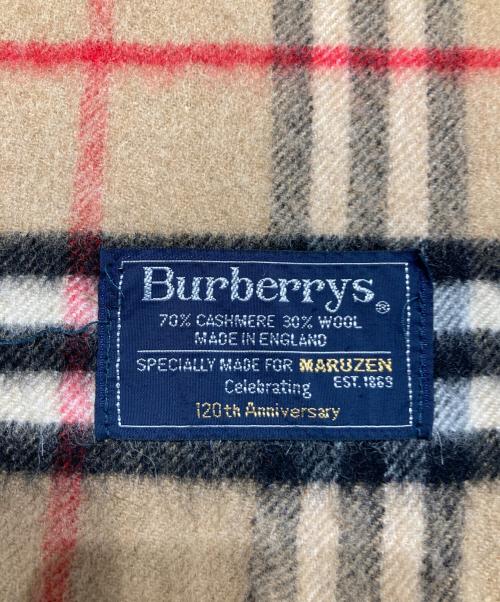 Burberrys®
70% CASHMERE 30% WOOL
MADE IN ENGLAND
SPECIALLY MADE FOR MARUZEN
EST. 1869
Celebrating
120th Anniversary